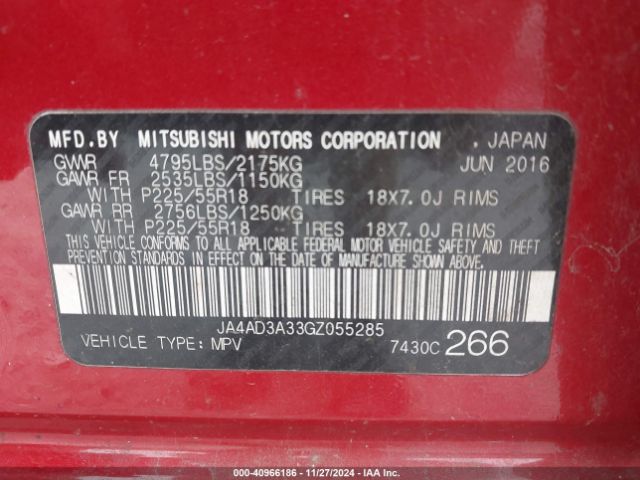 MFD.BY MITSUBISHI MOTORS CORPORATION . JAPAN
GVWR 4795LBS/2175KG JUN 2016
GAWR FR 2535LBS/1150KG
WITH P225/55R18 TIRES 18X7.0J RIMS
GAWR RR 2756LBS/1250KG
WITH P225/55R18 TIRES 18X7.0J RIMS
THIS VEHICLE CONFORMS TO ALL APPLICABLE FEDERAL MOTOR VEHICLE SAFETY AND THEFT
PREVENTION STANDARDS IN EFFECT ON THE DATE OF MANUFACTURE SHOWN ABOVE.
JA4AD3A33GZ055285
VEHICLE TYPE: MPV 7430C 266
000-40966186 - 11/27/2024 - IAAI.com